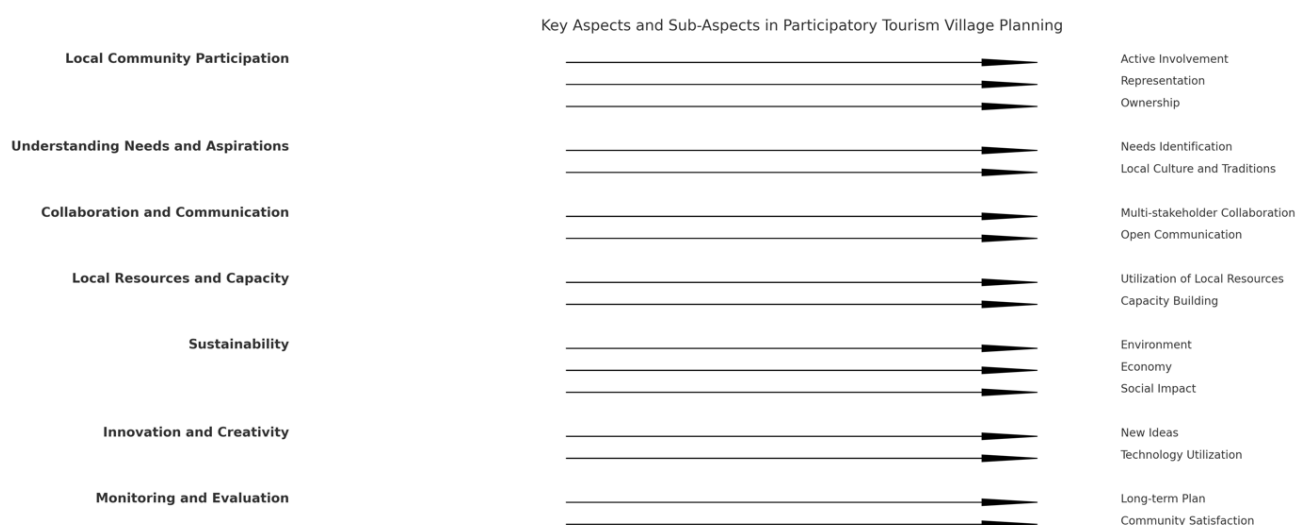 Key Aspects and Sub-Aspects in Participatory Tourism Village Planning
Local Community Participation
Active Involvement
Representation
Ownership
Understanding Needs and Aspirations
Needs Identification
Local Culture and Traditions
Collaboration and Communication
Multi-stakeholder Collaboration
Open Communication
Local Resources and Capacity
Utilization of Local Resources
Capacity Building
Sustainability
Environment
Economy
Social Impact
Innovation and Creativity
New Ideas
Technology Utilization
Monitoring and Evaluation
Long-term Plan
Community Satisfaction